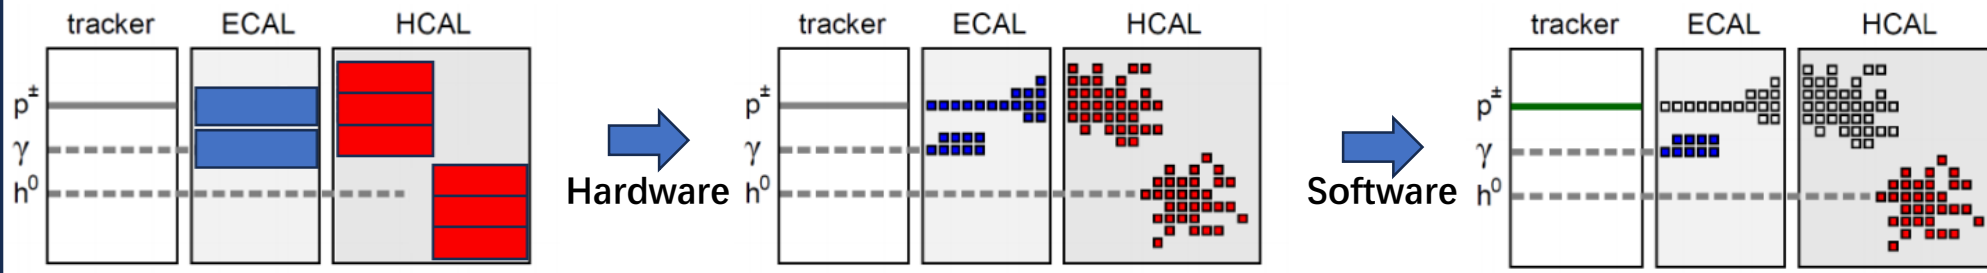 tracker ECAL HCAL
p±
γ
h⁰
Hardware
tracker ECAL HCAL
p±
γ
h⁰
Software
tracker ECAL HCAL
p±
γ
h⁰